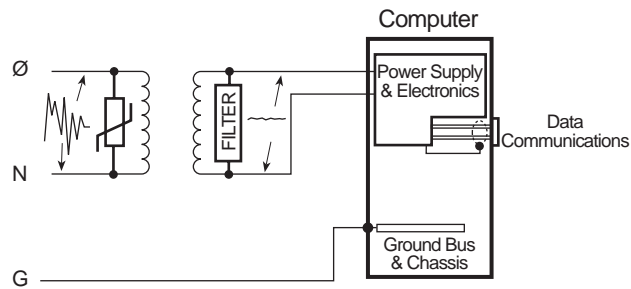 Computer
Ø
Power Supply
& Electronics
FILTER
Data
Communications
N
Ground Bus
& Chassis
G